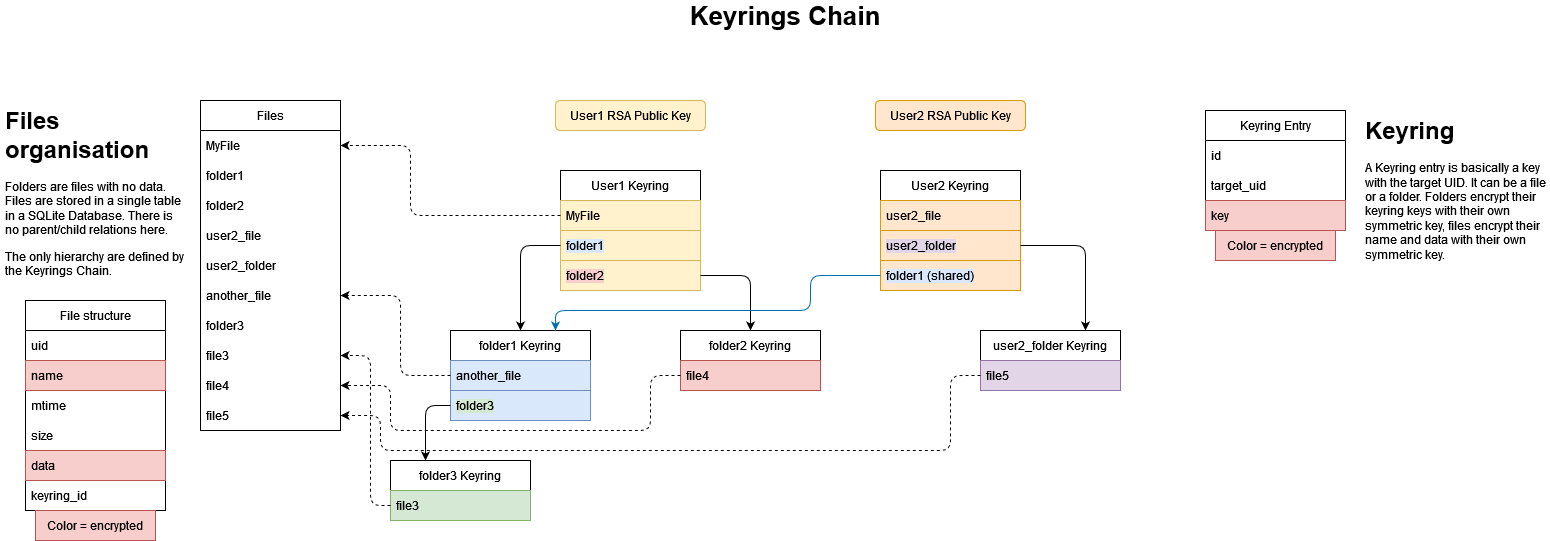 Keyrings Chain
Files
organisation
Folders are files with no data.
Files are stored in a single table
in a SQLite Database. There is
no parent/child relations here.
The only hierarchy are defined by
the Keyrings Chain.
File structure
uid
name
mtime
size
data
keyring_id
Color = encrypted
Files
MyFile
folder1
folder2
user2_file
user2_folder
another_file
folder3
file3
file4
file5
User1 RSA Public Key
User1 Keyring
MyFile
folder1
folder2
User2 RSA Public Key
User2 Keyring
user2_file
user2_folder
folder1 (shared)
folder1 Keyring
another_file
folder3
folder2 Keyring
file4
user2_folder Keyring
file5
folder3 Keyring
file3
Keyring Entry
id
target_uid
key
Color = encrypted
Keyring
A Keyring entry is basically a key
with the target UID. It can be a file
or a folder. Folders encrypt their
keyring keys with their own
symmetric key, files encrypt their
name and data with their own
symmetric key.